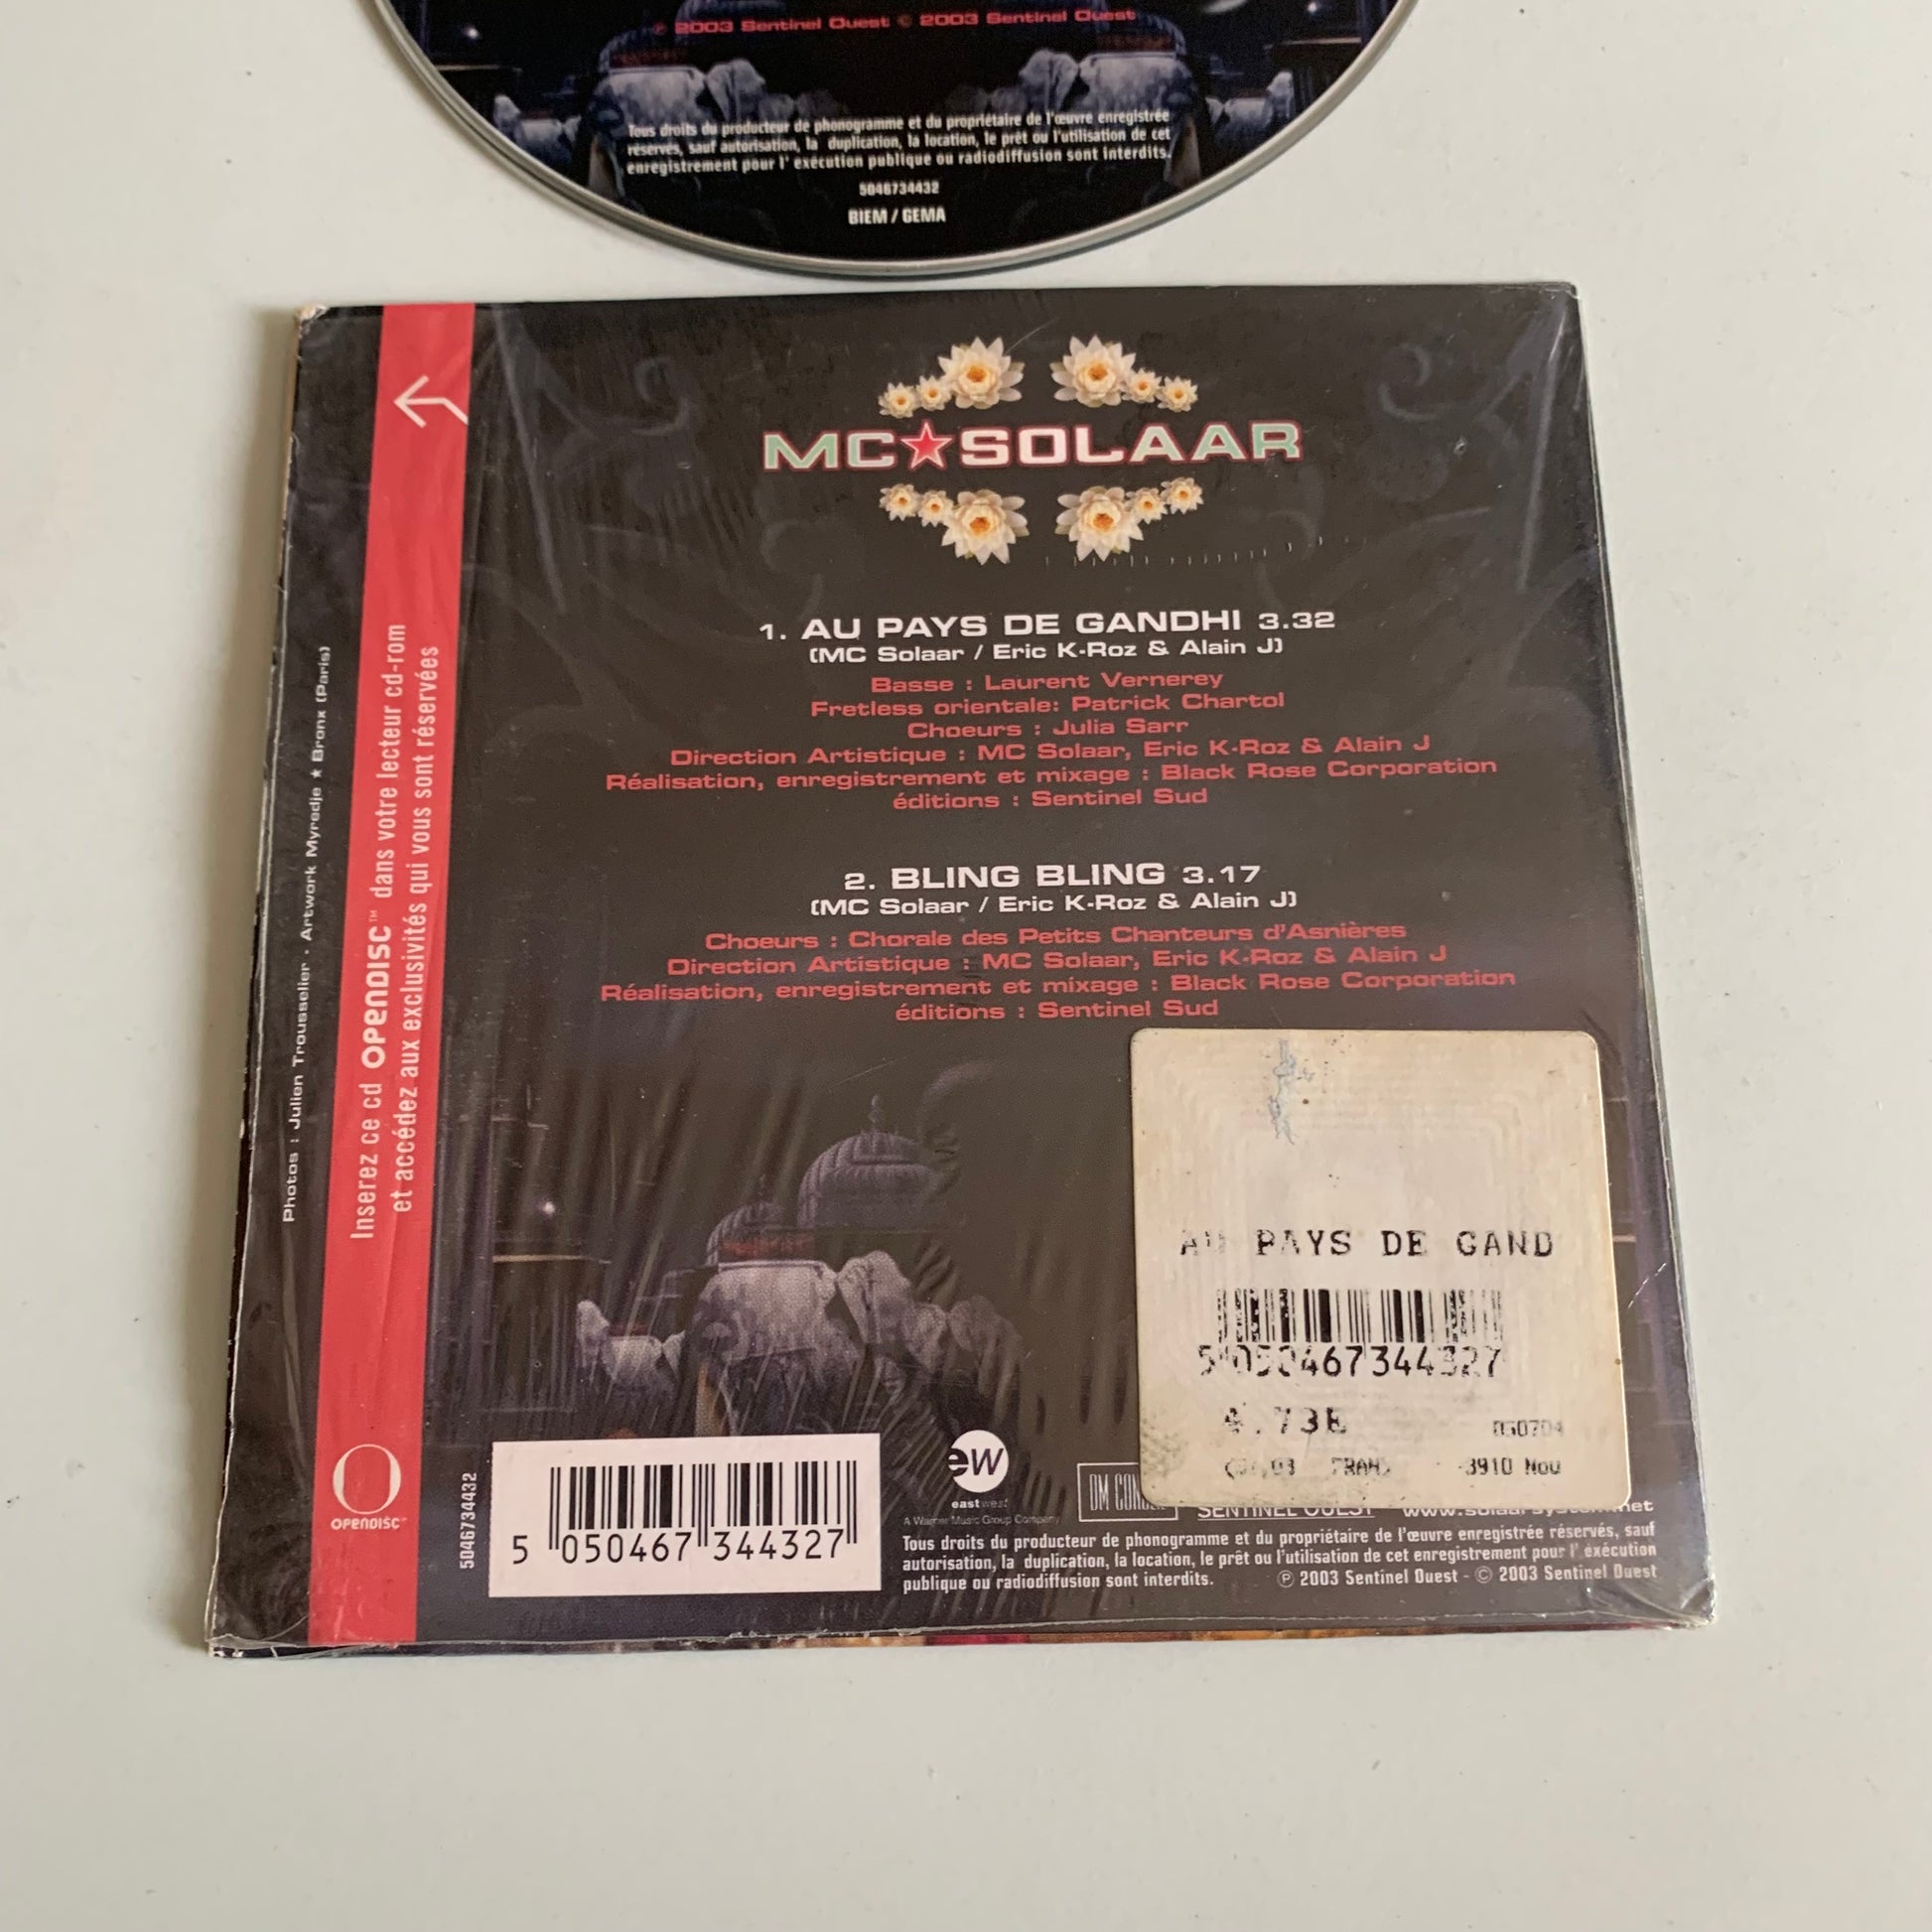 ℗ 2003 Sentinel Ouest © 2003 Sentinel Ouest
Tous droits du producteur de phonogramme et du propriétaire de l'œuvre enregistrée
réservés, sauf autorisation, la duplication, la location, le prêt ou l'utilisation de cet
enregistrement pour l' exécution publique ou radiodiffusion sont interdits.
5046734432
BIEM / GEMA
MC★SOLAAR
1. AU PAYS DE GANDHI 3.32
(MC Solaar / Eric K-Roz & Alain J)
Basse : Laurent Vernerey
Fretless orientale: Patrick Chartol
Choeurs : Julia Sarr
Direction Artistique : MC Solaar, Eric K-Roz & Alain J
Réalisation, enregistrement et mixage : Black Rose Corporation
éditions : Sentinel Sud
2. BLING BLING 3.17
(MC Solaar / Eric K-Roz & Alain J)
Choeurs : Chorale des Petits Chanteurs d'Asnières
Direction Artistique : MC Solaar, Eric K-Roz & Alain J
Réalisation, enregistrement et mixage : Black Rose Corporation
éditions : Sentinel Sud
Photos : Julien Trousselier · Artwork Myredje ★ Bronx (Paris)
Inserez ce cd OPENDISC™ dans votre lecteur cd-rom
et accédez aux exclusivités qui vous sont réservées
OPENDISC™
5046734432
5 050467 344327
ew
eastwest
A Warner Music Group Company
AU PAYS DE GAND
5050467344327
4.73E
050704
3910 Nou
DM
SENTINEL OUEST
Tous droits du producteur de phonogramme et du propriétaire de l'œuvre enregistrée réservés, sauf
autorisation, la duplication, la location, le prêt ou l'utilisation de cet enregistrement pour l' exécution
publique ou radiodiffusion sont interdits. ℗ 2003 Sentinel Ouest - © 2003 Sentinel Ouest